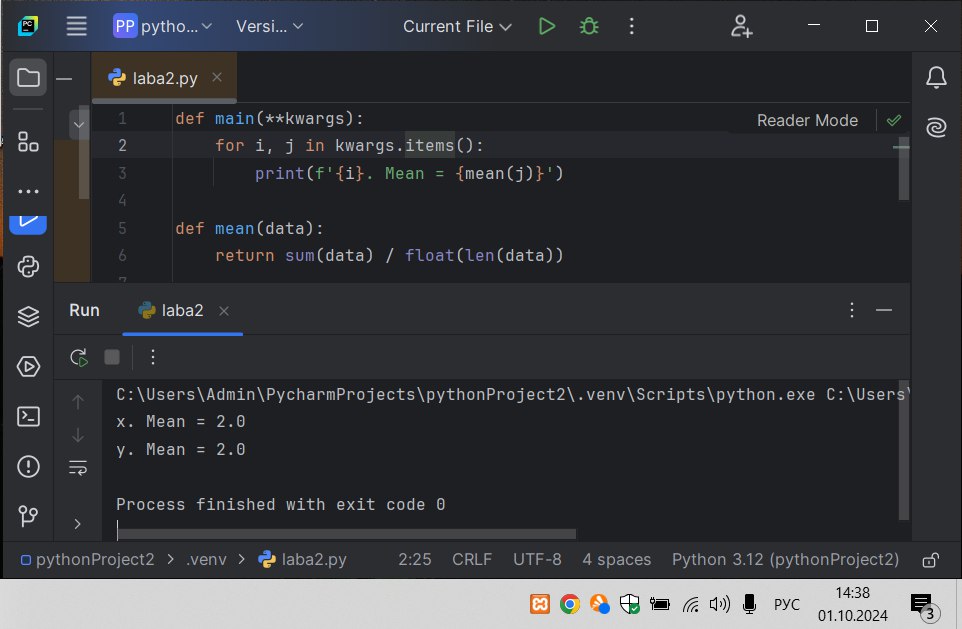 PC
PP pytho... Versi... Current File
laba2.py
Reader Mode
1 def main(**kwargs):
2 for i, j in kwargs.items():
3 print(f'{i}. Mean = {mean(j)}')
4
5 def mean(data):
6 return sum(data) / float(len(data))
Run laba2
C:\Users\Admin\PycharmProjects\pythonProject2\.venv\Scripts\python.exe C:\Users\
x. Mean = 2.0
y. Mean = 2.0
Process finished with exit code 0
pythonProject2 > .venv > laba2.py 2:25 CRLF UTF-8 4 spaces Python 3.12 (pythonProject2)
РУС
14:38
01.10.2024
3